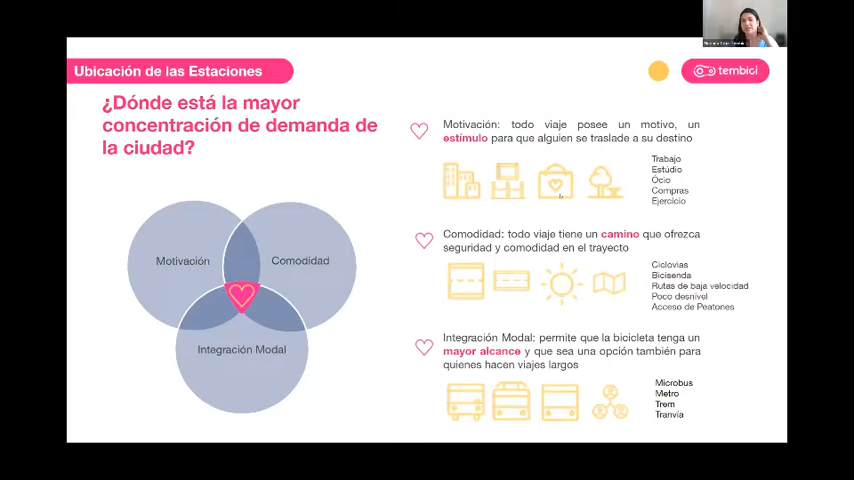 Ubicación de las Estaciones
tembici
¿Dónde está la mayor
concentración de demanda de
la ciudad?
Motivación
Comodidad
Integración Modal
Motivación: todo viaje posee un motivo, un
estímulo para que alguien se traslade a su destino
Trabajo
Estúdio
Ócio
Compras
Ejercício
Comodidad: todo viaje tiene un camino que ofrezca
seguridad y comodidad en el trayecto
Ciclovias
Bicisenda
Rutas de baja velocidad
Poco desnível
Acceso de Peatones
Integración Modal: permite que la bicicleta tenga un
mayor alcance y que sea una opción también para
quienes hacen viajes largos
Microbus
Metro
Trem
Tranvía